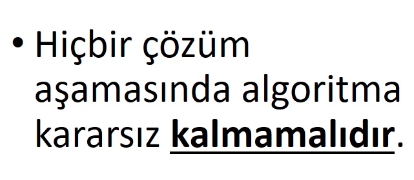 • Hiçbir çözüm
aşamasında algoritma
kararsız kalmamalıdır.